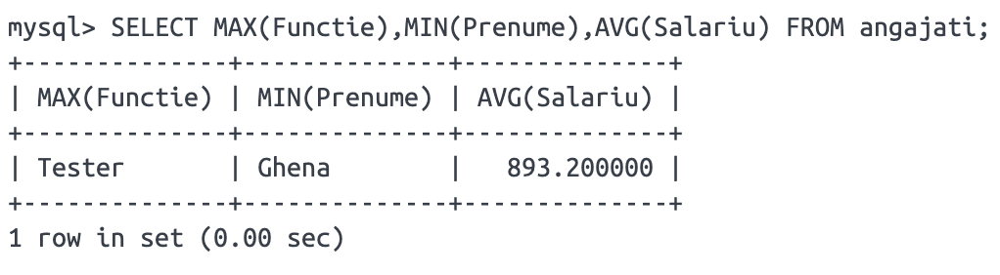 mysql> SELECT MAX(Functie),MIN(Prenume),AVG(Salariu) FROM angajati;
+--------------+--------------+--------------+
| MAX(Functie) | MIN(Prenume) | AVG(Salariu) |
+--------------+--------------+--------------+
| Tester       | Ghena        |   893.200000 |
+--------------+--------------+--------------+
1 row in set (0.00 sec)